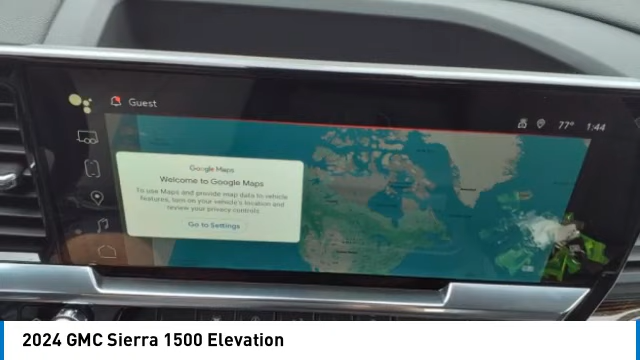 Guest
77° 1:44
Google Maps
Welcome to Google Maps
To use Maps and provide map data to vehicle
features, turn on your vehicle's location and
review your privacy controls.
Go to Settings
2024 GMC Sierra 1500 Elevation